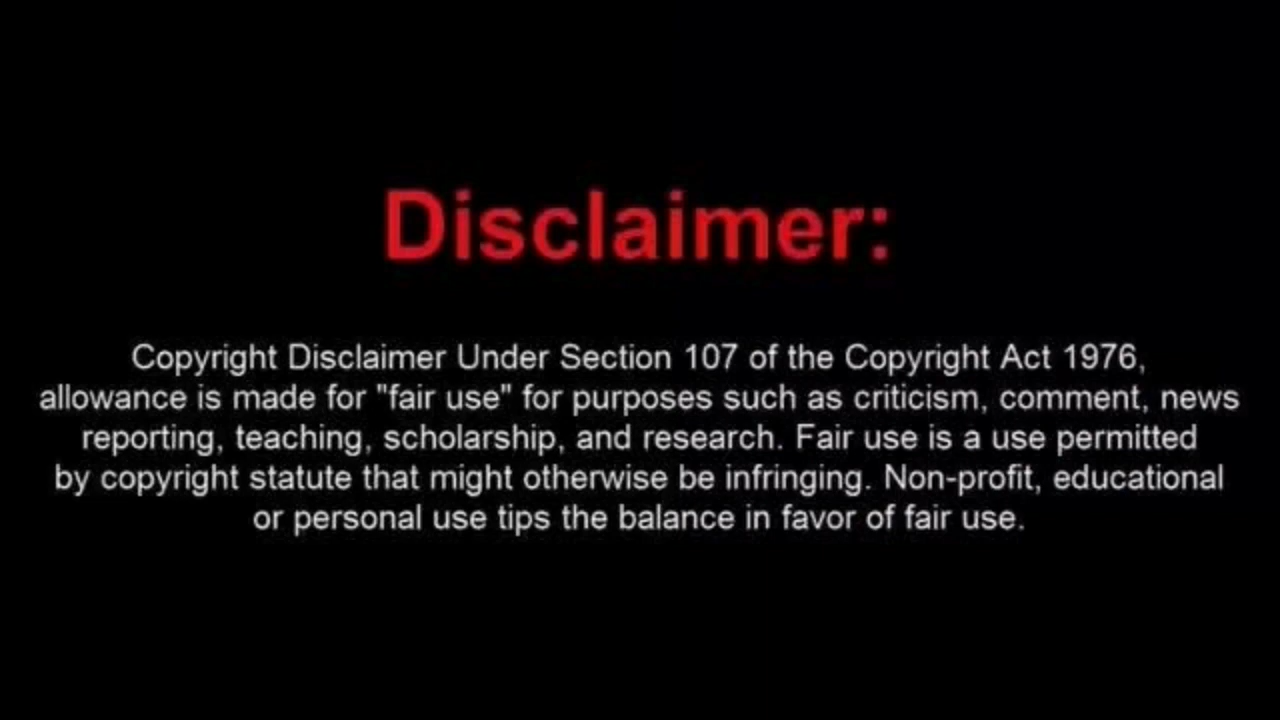 Disclaimer:
Copyright Disclaimer Under Section 107 of the Copyright Act 1976,
allowance is made for "fair use" for purposes such as criticism, comment, news
reporting, teaching, scholarship, and research. Fair use is a use permitted
by copyright statute that might otherwise be infringing. Non-profit, educational
or personal use tips the balance in favor of fair use.